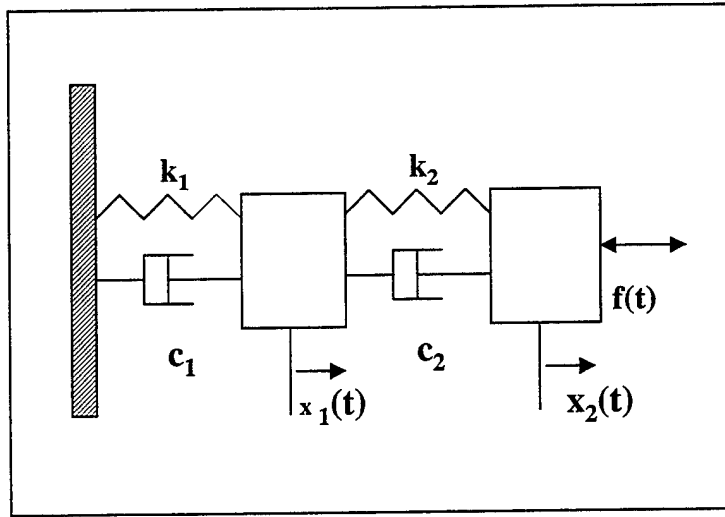 k₁
k₂
f(t)
c₁
c₂
x₁(t)
x₂(t)